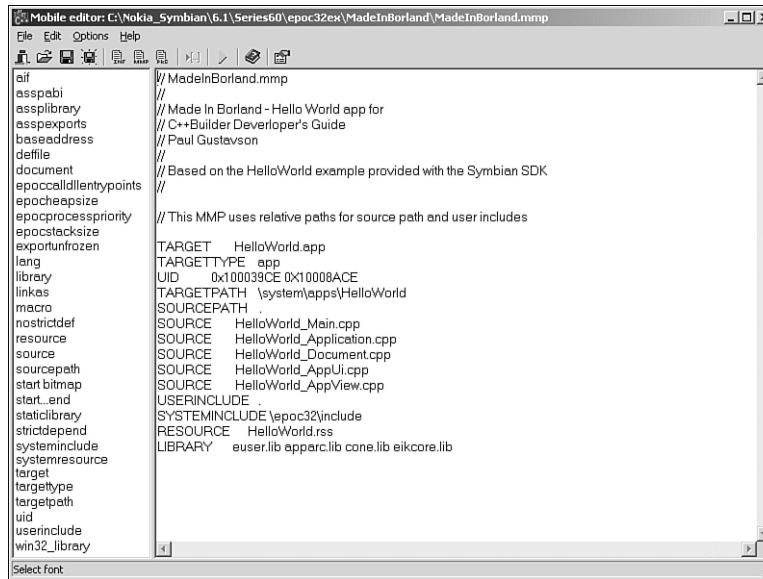 Mobile editor: C:\Nokia_Symbian\6.1\Series60\epoc32ex\MadeInBorland\MadeInBorland.mmp
File Edit Options Help
INF MMP PKG
aif
asspabi
assplibrary
asspexports
baseaddress
deffile
document
epoccalldllentrypoints
epocheapsize
epocprocesspriority
epocstacksize
exportunfrozen
lang
library
linkas
macro
nostrictdef
resource
source
sourcepath
start bitmap
start...end
staticlibrary
strictdepend
systeminclude
systemresource
target
targettype
targetpath
uid
userinclude
win32_library
// MadeInBorland.mmp
//
// Made In Borland - Hello World app for
// C++Builder Deverloper's Guide
// Paul Gustavson
//
// Based on the HelloWorld example provided with the Symbian SDK
//
// This MMP uses relative paths for source path and user includes
TARGET HelloWorld.app
TARGETTYPE app
UID 0x100039CE 0X10008ACE
TARGETPATH \system\apps\HelloWorld
SOURCEPATH .
SOURCE HelloWorld_Main.cpp
SOURCE HelloWorld_Application.cpp
SOURCE HelloWorld_Document.cpp
SOURCE HelloWorld_AppUi.cpp
SOURCE HelloWorld_AppView.cpp
USERINCLUDE .
SYSTEMINCLUDE \epoc32\include
RESOURCE HelloWorld.rss
LIBRARY euser.lib apparc.lib cone.lib eikcore.lib
Select font